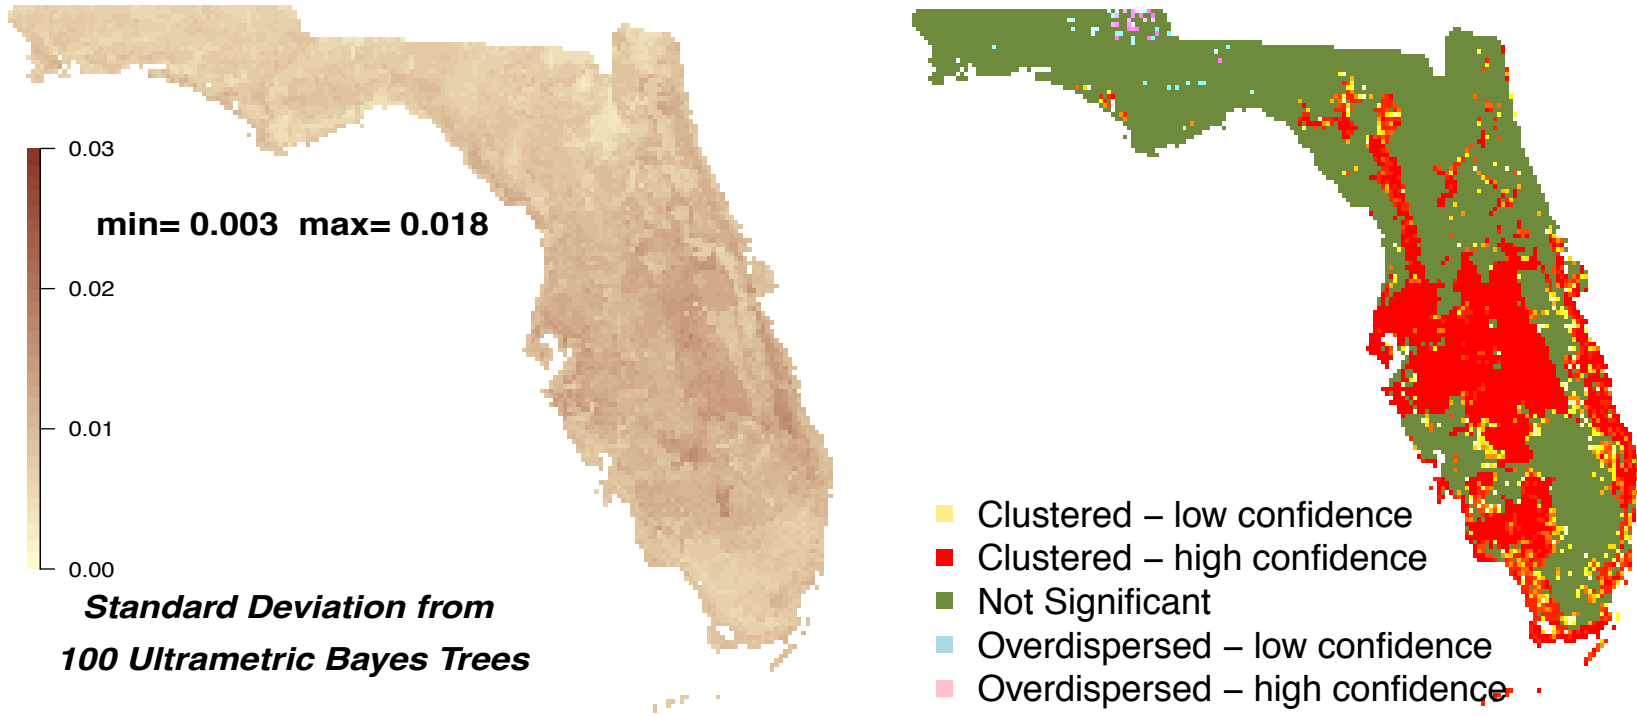 0.03
min= 0.003 max= 0.018
0.02
0.01
0.00
Standard Deviation from
100 Ultrametric Bayes Trees
Clustered – low confidence
Clustered – high confidence
Not Significant
Overdispersed – low confidence
Overdispersed – high confidence